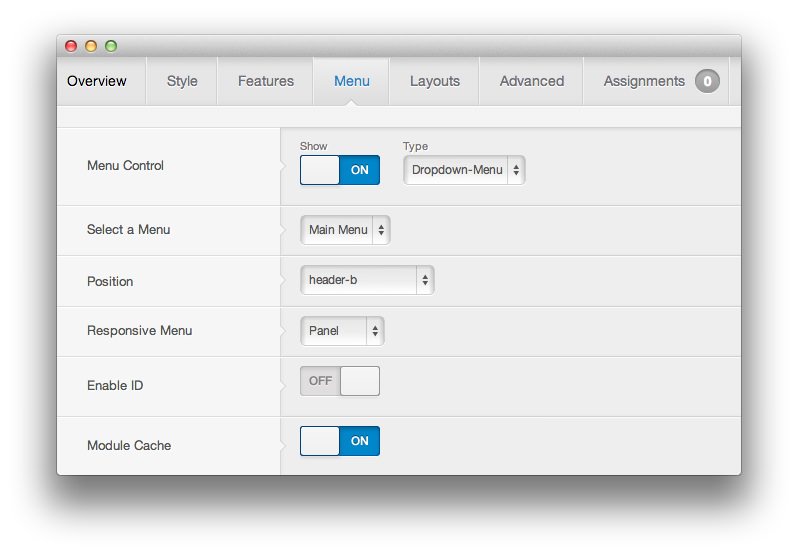 Overview Style Features Menu Layouts Advanced Assignments 0
Show Type
Menu Control ON Dropdown-Menu
Select a Menu Main Menu
Position header-b
Responsive Menu Panel
Enable ID OFF
Module Cache ON